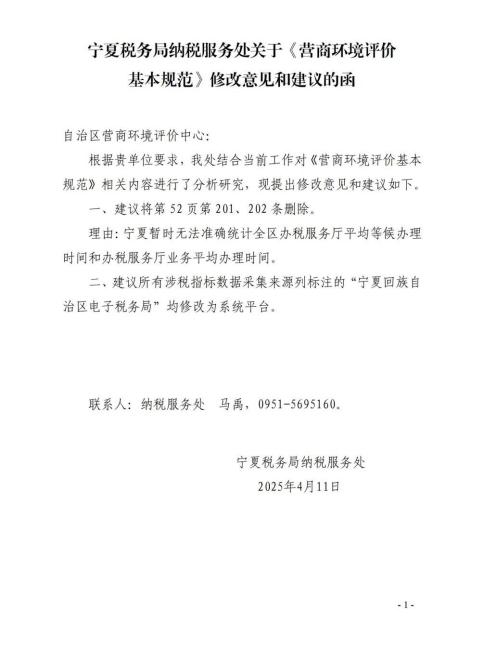 宁夏税务局纳税服务处关于《营商环境评价
基本规范》修改意见和建议的函
自治区营商环境评价中心：
根据贵单位要求，我处结合当前工作对《营商环境评价基本
规范》相关内容进行了分析研究，现提出修改意见和建议如下。
一、建议将第 52 页第 201、202 条删除。
理由：宁夏暂时无法准确统计全区办税服务厅平均等候办理
时间和办税服务厅业务平均办理时间。
二、建议所有涉税指标数据采集来源列标注的“宁夏回族自
治区电子税务局”均修改为系统平台。
联系人：纳税服务处 马禹，0951-5695160。
宁夏税务局纳税服务处
2025年4月11日
- 1 -